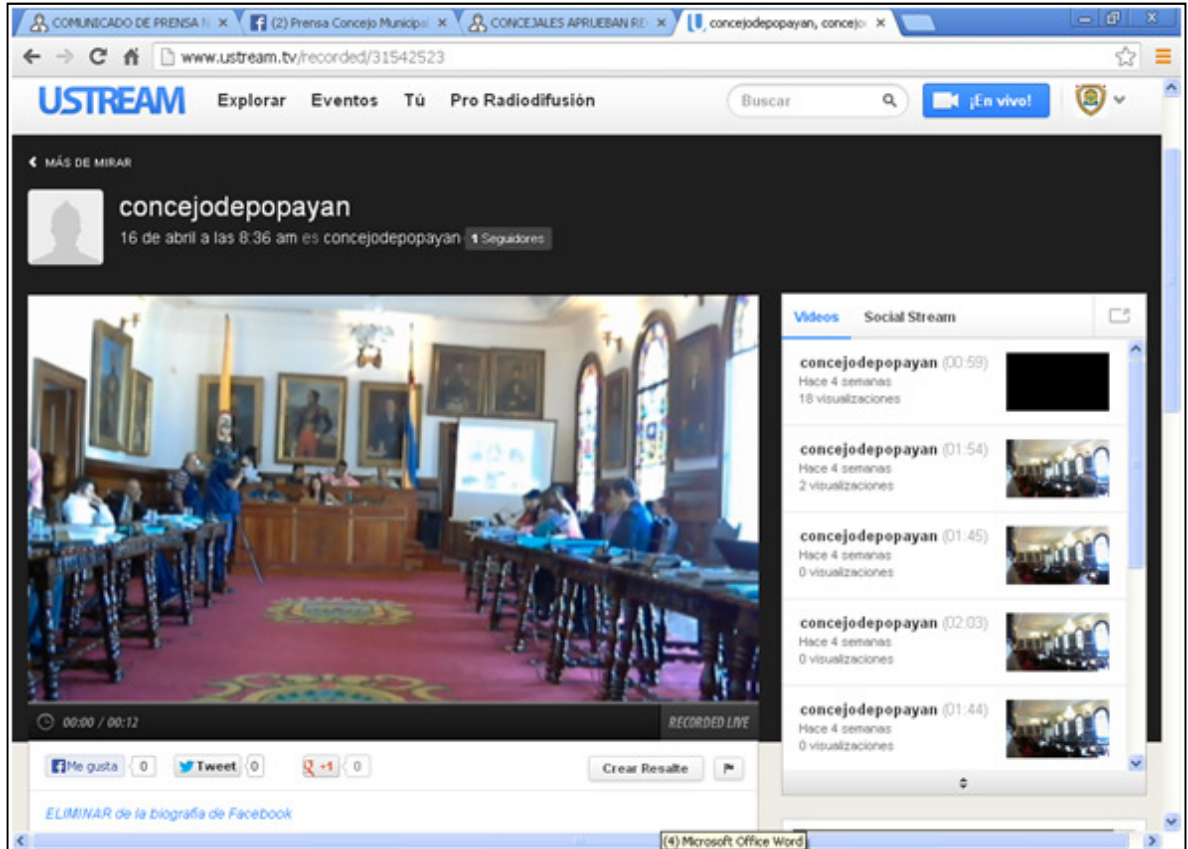 COMUNICADO DE PRENSA N
(2) Prensa Concejo Municipal
CONCEJALES APRUEBAN RE
concejodepopayan, concejo
www.ustream.tv/recorded/31542523
USTREAM Explorar Eventos Tú Pro Radiodifusión Buscar ¡En vivo!
MÁS DE MIRAR
concejodepopayan
16 de abril a las 8:36 am es concejodepopayan 1 Seguidores
Videos Social Stream
concejodepopayan (00:59)
Hace 4 semanas
18 visualizaciones
concejodepopayan (01:54)
Hace 4 semanas
2 visualizaciones
concejodepopayan (01:45)
Hace 4 semanas
0 visualizaciones
concejodepopayan (02:03)
Hace 4 semanas
0 visualizaciones
concejodepopayan (01:44)
Hace 4 semanas
0 visualizaciones
00:00 / 00:12 RECORDED LIVE
Me gusta 0 Tweet 0 +1 0 Crear Resalte
ELIMINAR de la biografía de Facebook
(4) Microsoft Office Word